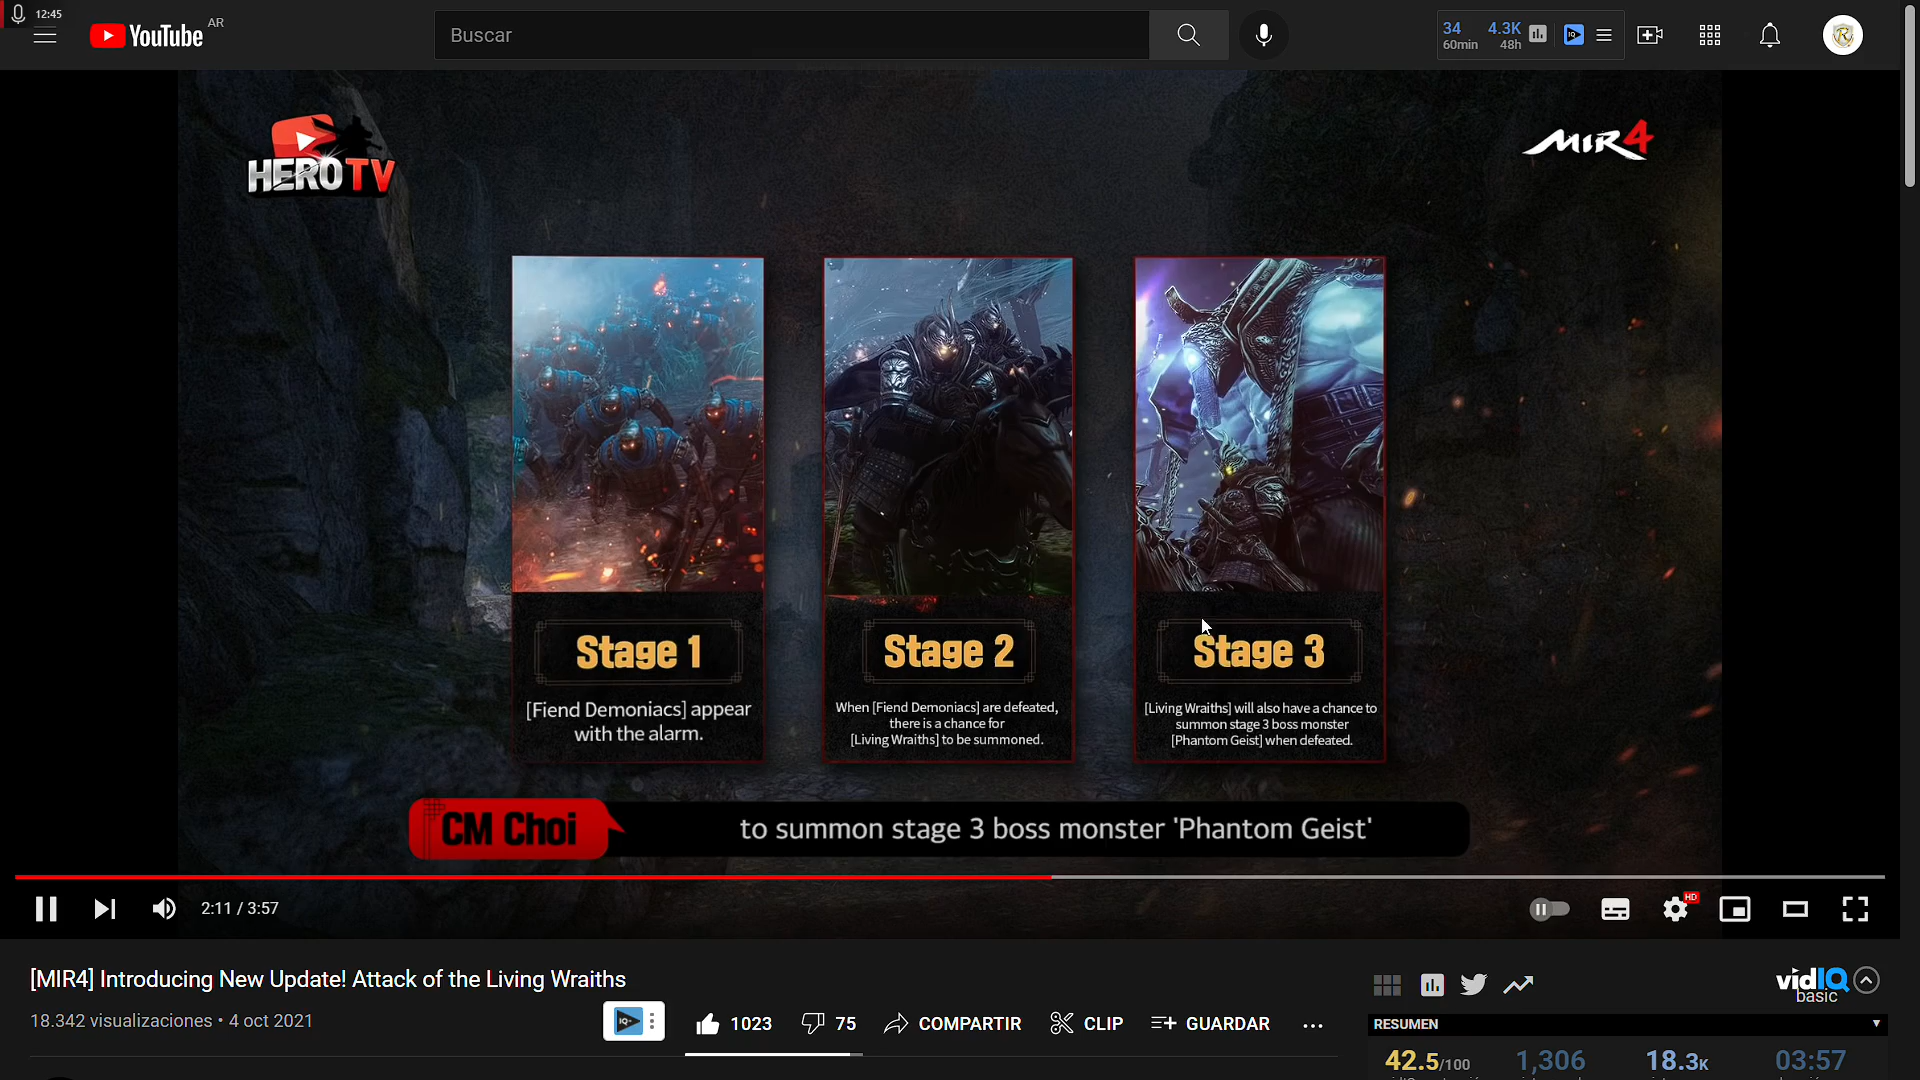 12:45
YouTube AR
Buscar
34
60min
4.3K
48h
HERO TV
MIR4
Stage 1
[Fiend Demoniacs] appear
with the alarm.
Stage 2
When [Fiend Demoniacs] are defeated,
there is a chance for
[Living Wraiths] to be summoned.
Stage 3
[Living Wraiths] will also have a chance to
summon stage 3 boss monster
[Phantom Geist] when defeated.
CM Choi
to summon stage 3 boss monster 'Phantom Geist'
2:11 / 3:57
HD
[MIR4] Introducing New Update! Attack of the Living Wraiths
18.342 visualizaciones • 4 oct 2021
IQ
1023
75
COMPARTIR
CLIP
GUARDAR
vidIQ
basic
RESUMEN
42.5/100
1,306
18.3K
03:57